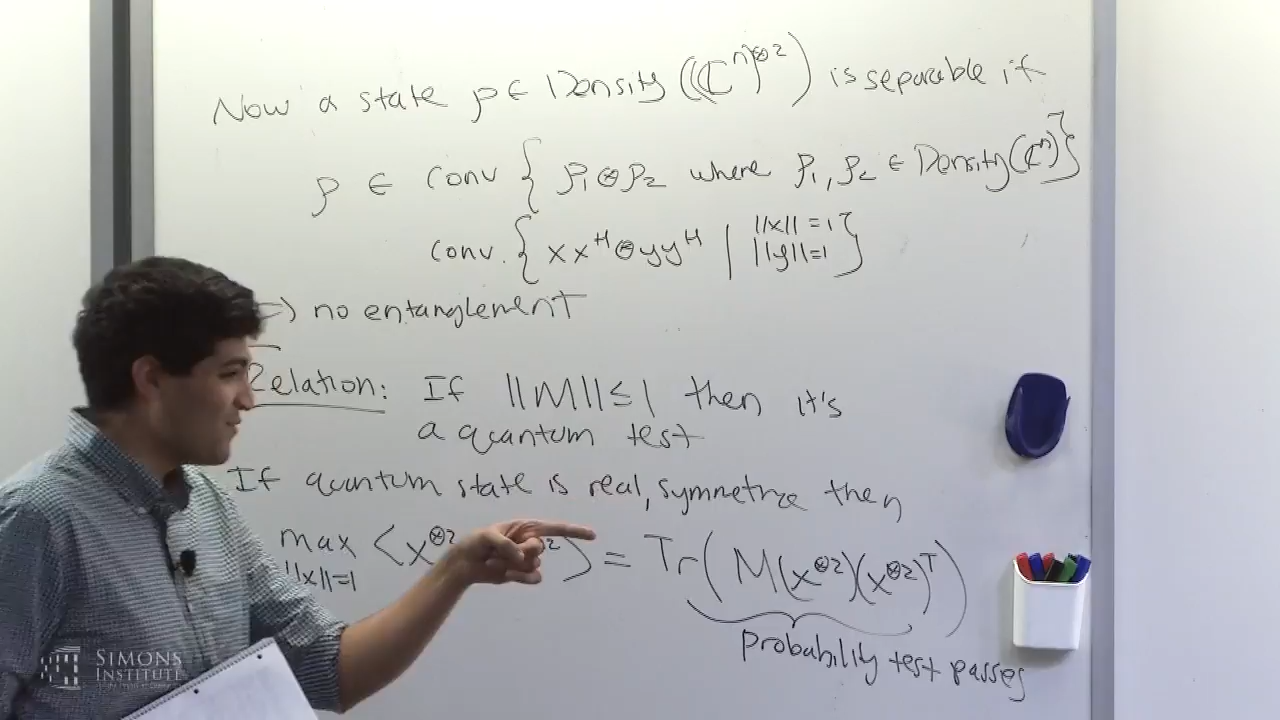 Now a state ρ ∈ Density((ℂⁿ)^⊗2) is separable if
ρ ∈ conv { ρ₁⊗ρ₂ where ρ₁, ρ₂ ∈ Density(ℂⁿ)}
conv. { xx^H ⊗ yy^H | ||x|| = 1 ||y|| = 1 }
no entanglement
Relation: If ||M|| ≤ 1 then it's
a quantum test
If quantum state is real, symmetric then
max ||x||=1 ⟨x^⊗2 ⟩ = Tr(M(x^⊗2)(x^⊗2)^T)
probability test passes
SIMONS
INSTITUTE